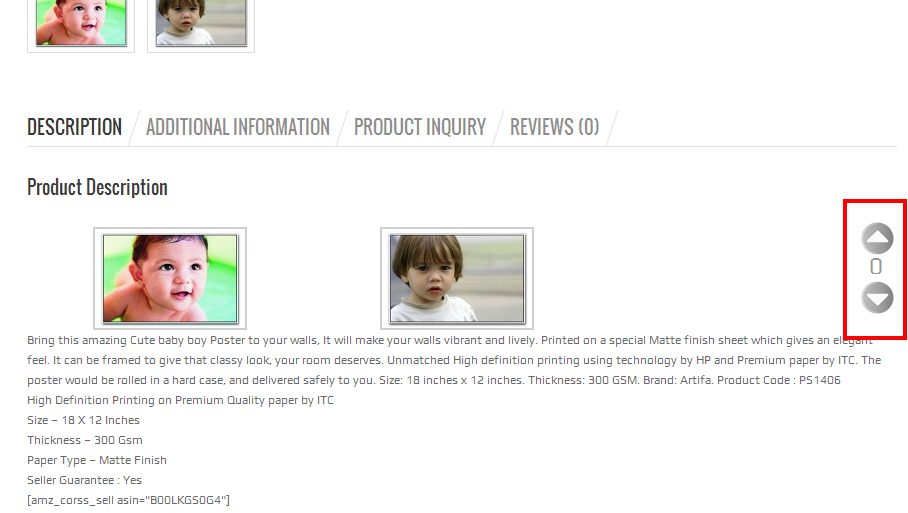 DESCRIPTION ADDITIONAL INFORMATION PRODUCT INQUIRY REVIEWS (0)
Product Description
0
Bring this amazing Cute baby boy Poster to your walls, It will make your walls vibrant and lively. Printed on a special Matte finish sheet which gives an elegant
feel. It can be framed to give that classy look, your room deserves. Unmatched High definition printing using technology by HP and Premium paper by ITC. The
poster would be rolled in a hard case, and delivered safely to you. Size: 18 inches x 12 inches. Thickness: 300 GSM. Brand: Artifa. Product Code : PS1406
High Definition Printing on Premium Quality paper by ITC
Size – 18 X 12 Inches
Thickness – 300 Gsm
Paper Type – Matte Finish
Seller Guarantee : Yes
[amz_corss_sell asin="B00LKGS0G4"]